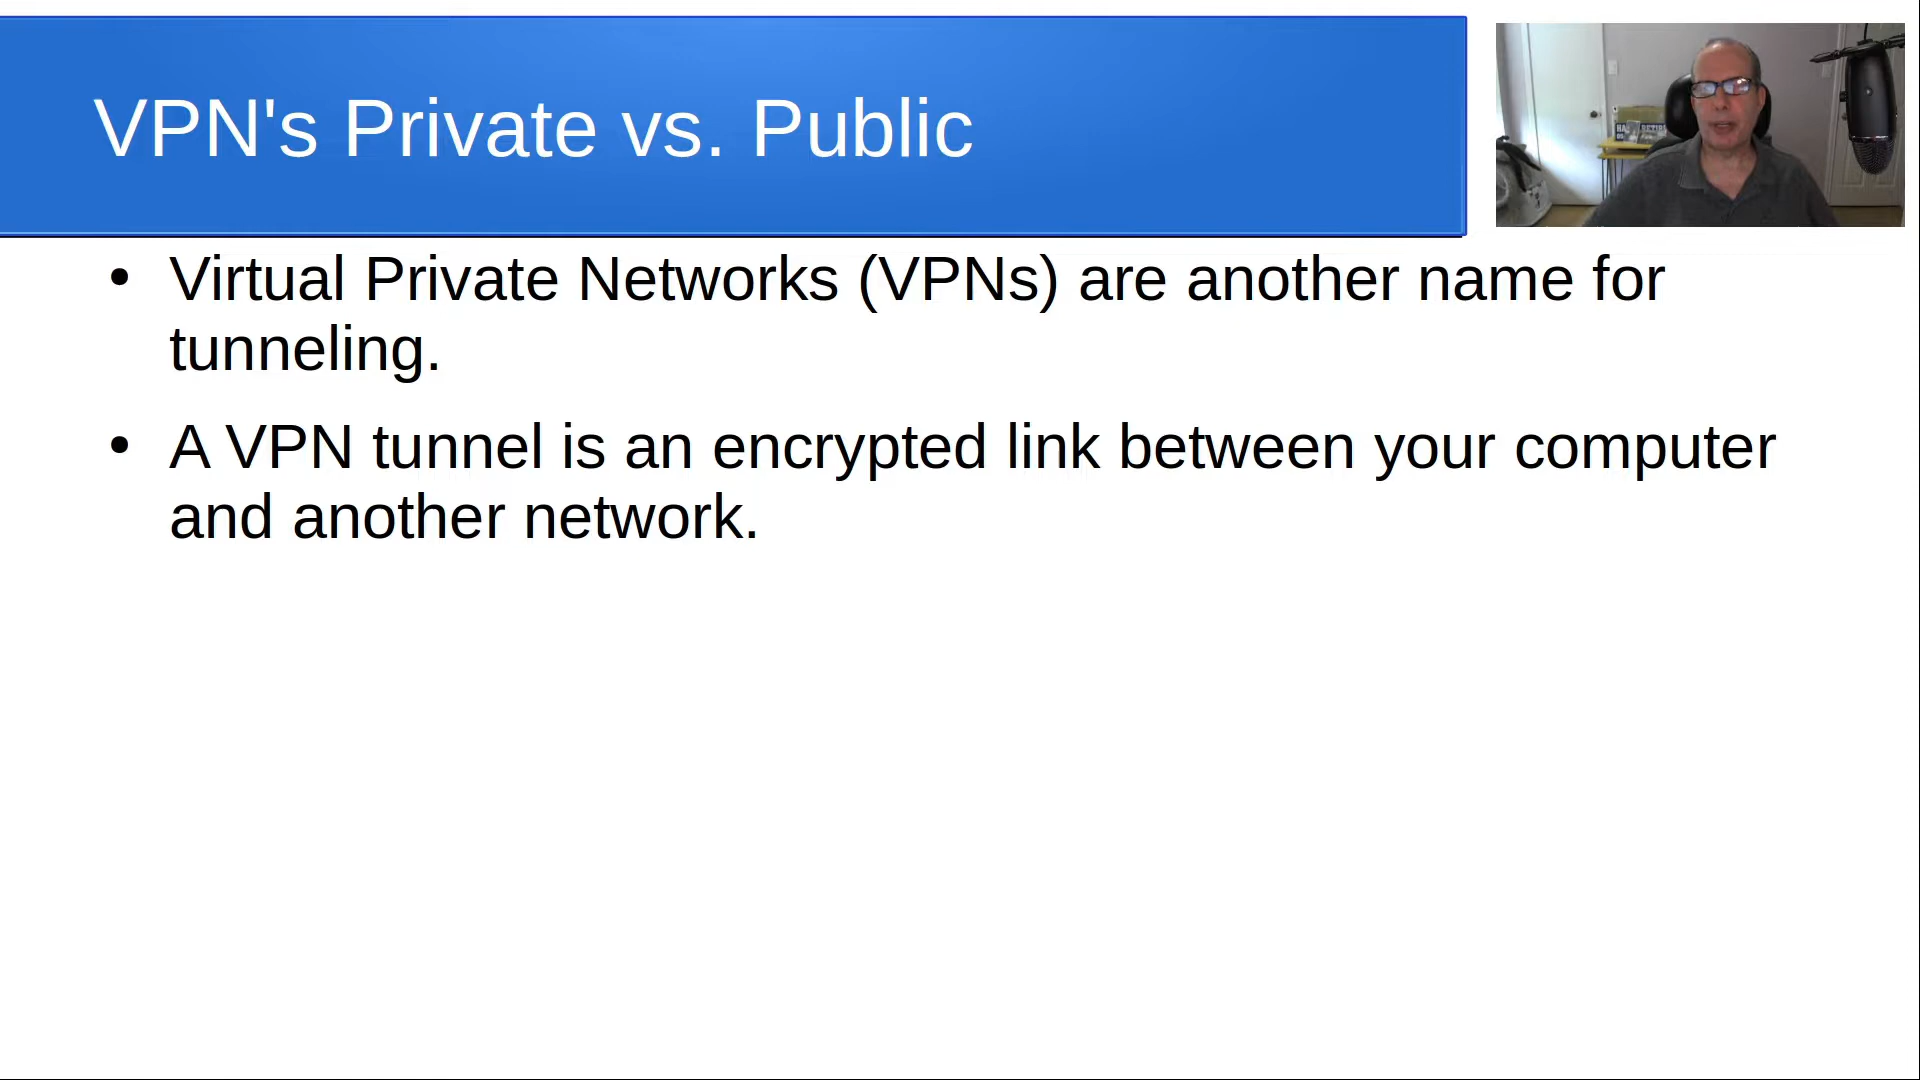 VPN's Private vs. Public
• Virtual Private Networks (VPNs) are another name for
tunneling.
• A VPN tunnel is an encrypted link between your computer
and another network.